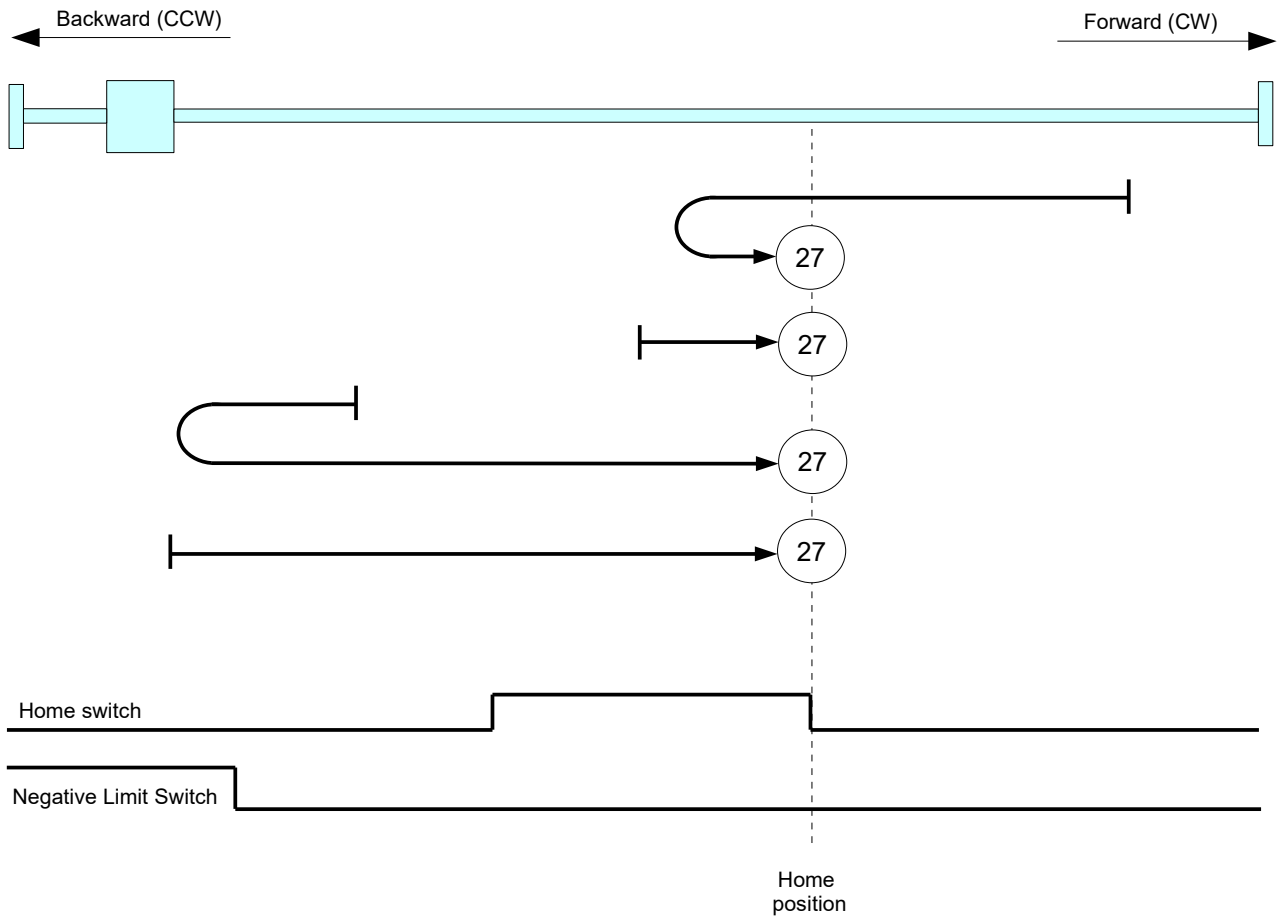 Backward (CCW)
Forward (CW)
27
27
27
27
Home switch
Negative Limit Switch
Home
position